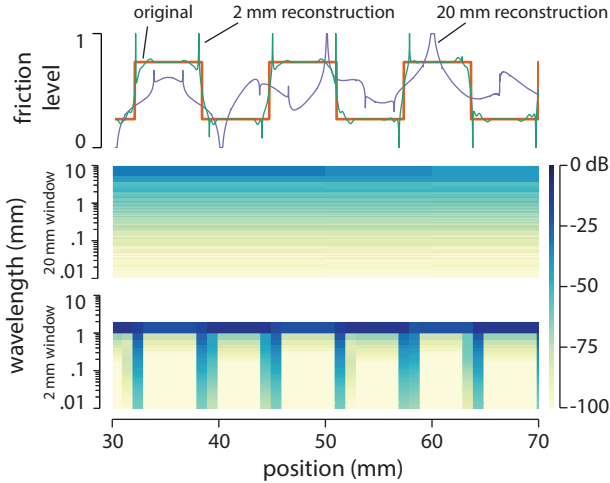 original
2 mm reconstruction
20 mm reconstruction
friction
level
1
0
wavelength (mm)
20 mm window
10
1
.1
.01
2 mm window
10
1
.1
.01
0 dB
-25
-50
-75
-100
30
40
50
60
70
position (mm)